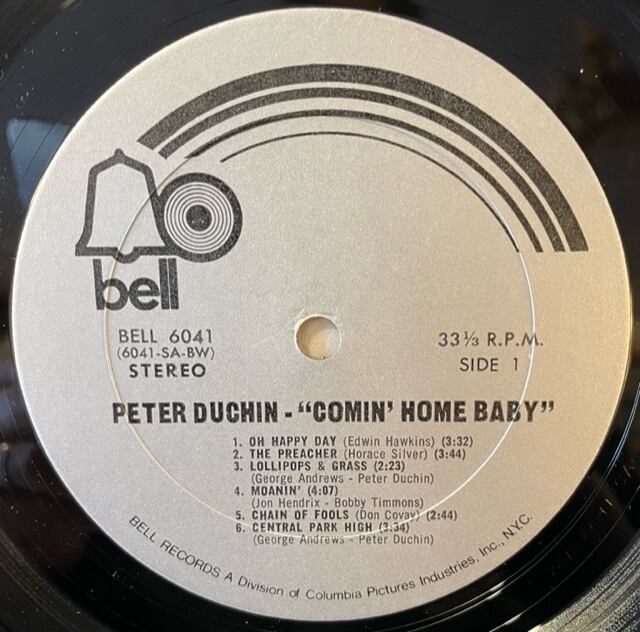 bell
BELL 6041
(6041-SA-BW)
STEREO
33⅓ R.P.M.
SIDE 1
PETER DUCHIN - "COMIN' HOME BABY"
1. OH HAPPY DAY (Edwin Hawkins) (3:32)
2. THE PREACHER (Horace Silver) (3:44)
3. LOLLIPOPS & GRASS (2:23)
(George Andrews - Peter Duchin)
4. MOANIN' (4:07)
(Jon Hendrix - Bobby Timmons)
5. CHAIN OF FOOLS (Don Covay) (2:44)
6. CENTRAL PARK HIGH (3:34)
(George Andrews - Peter Duchin)
BELL RECORDS A Division of Columbia Pictures Industries, Inc., N.Y.C.